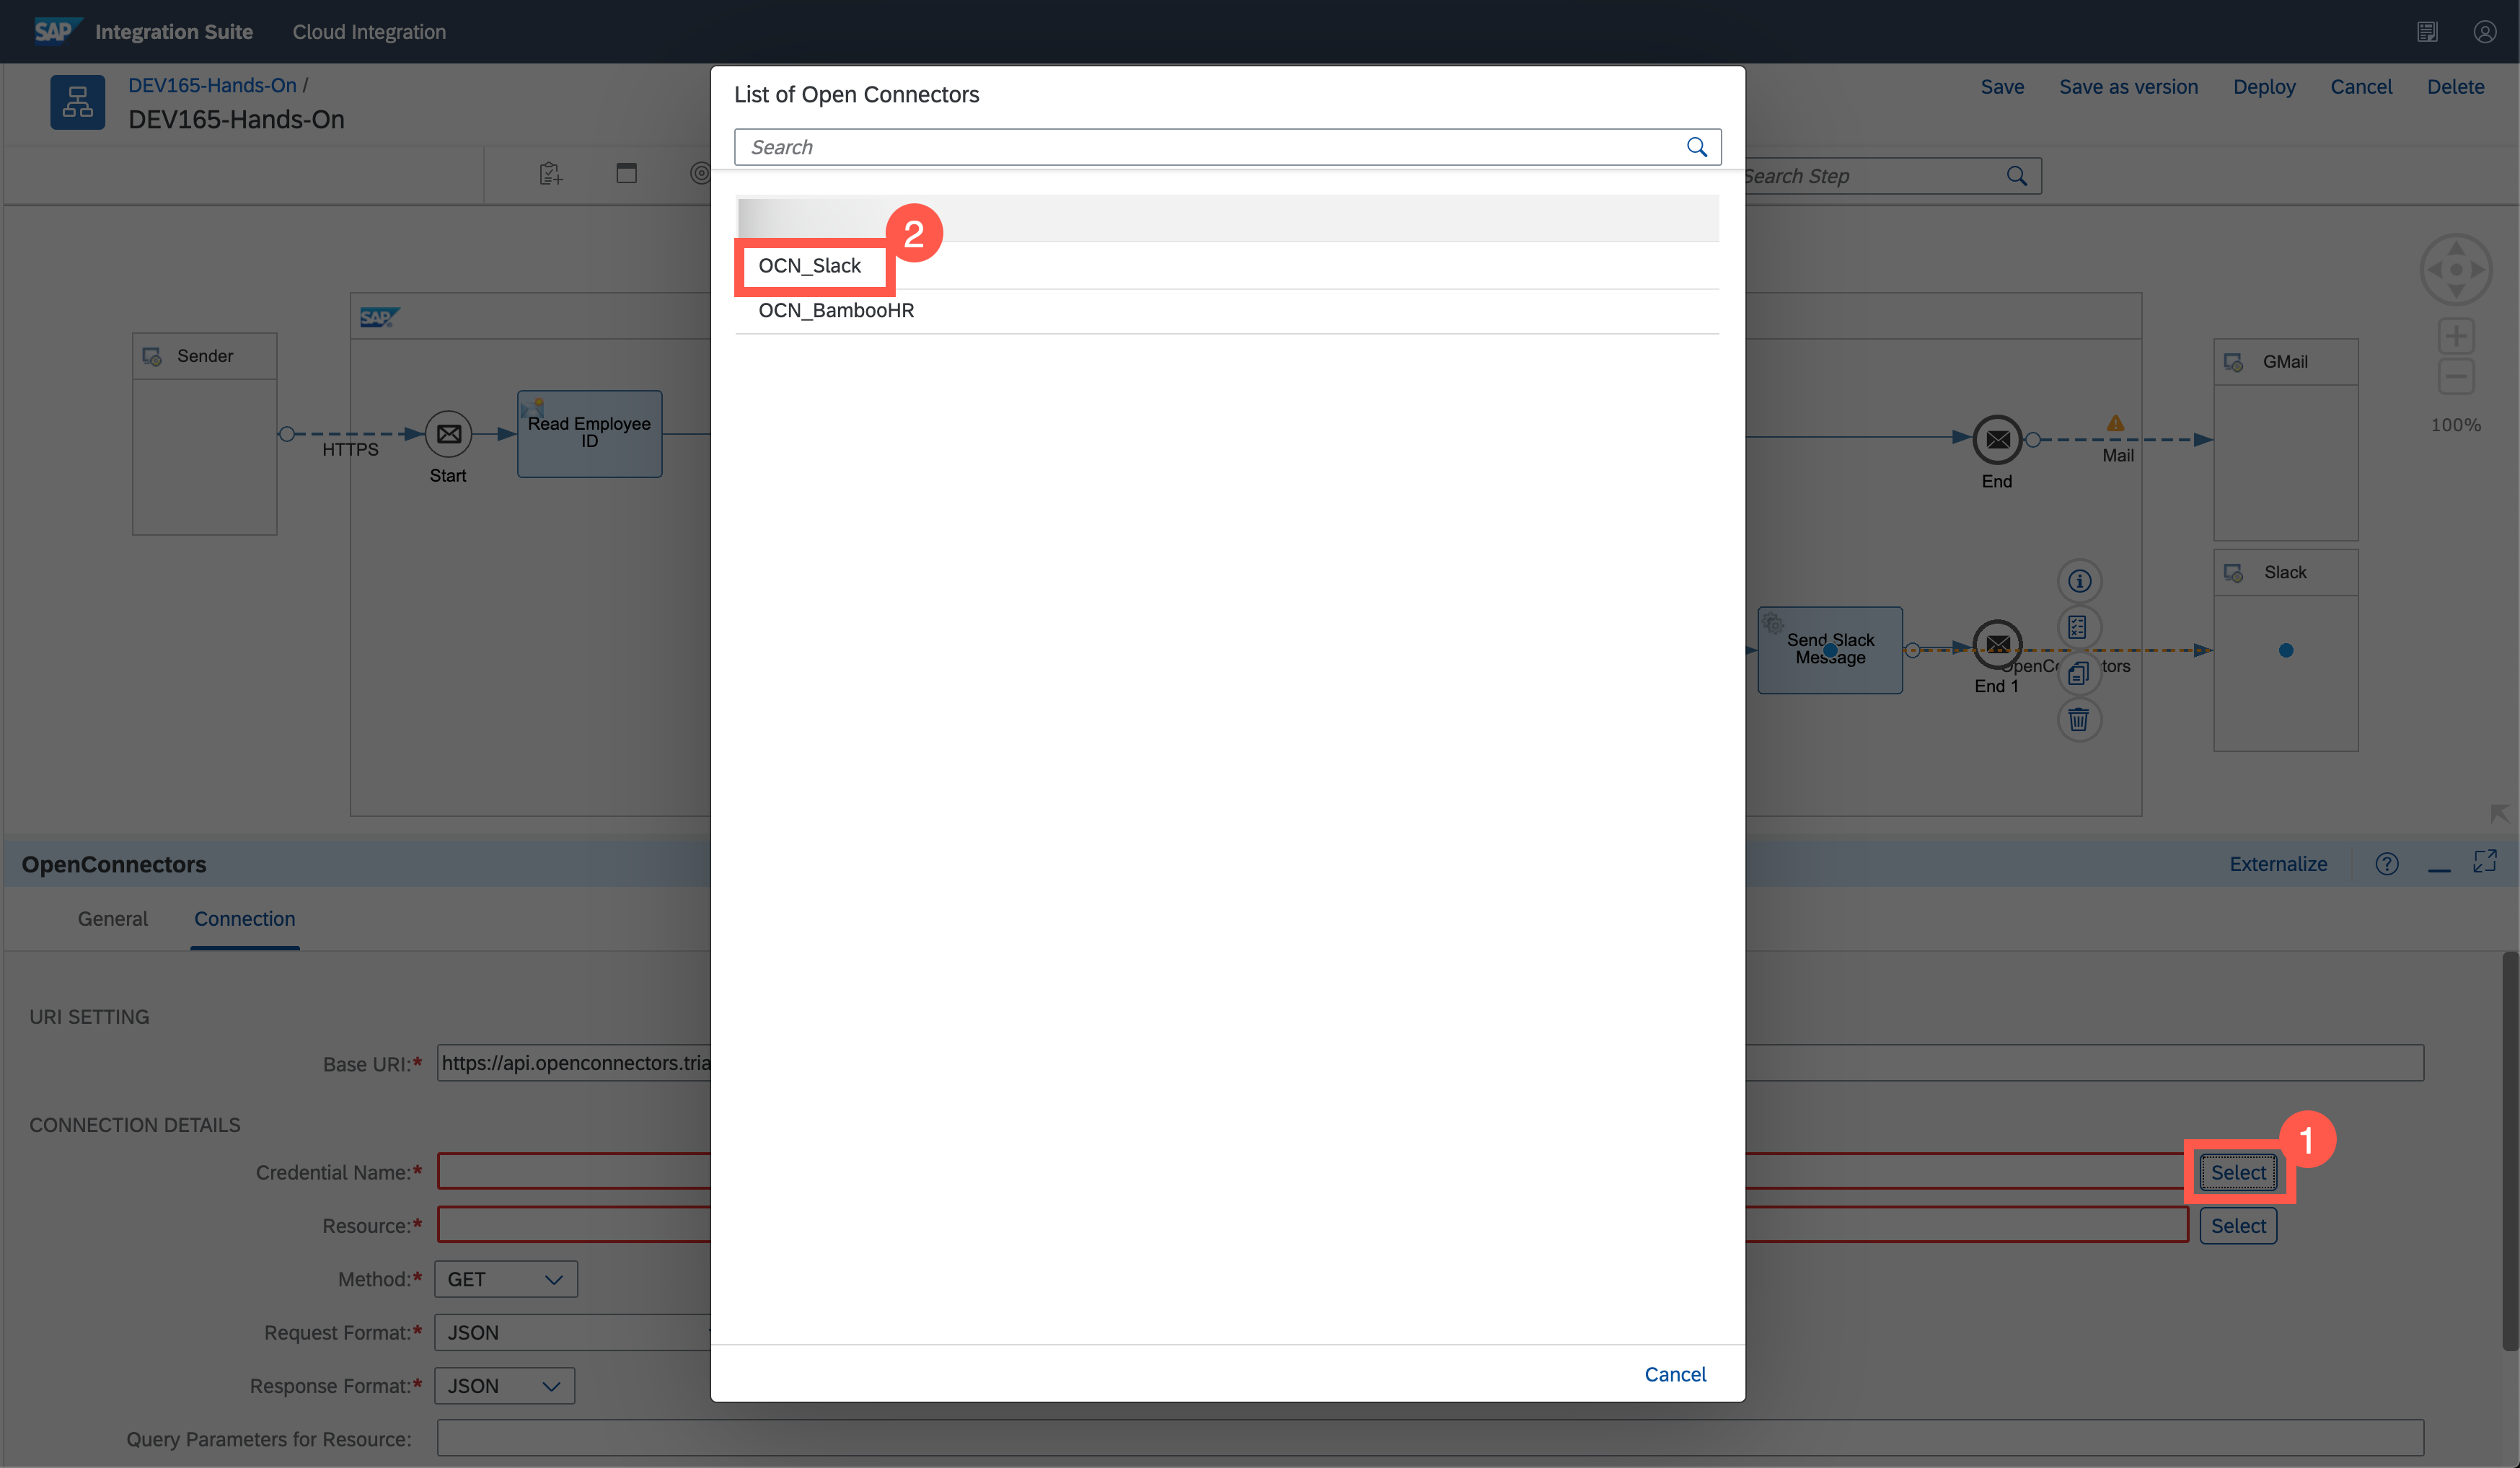 SAP Integration Suite Cloud Integration
DEV165-Hands-On /
DEV165-Hands-On
Save Save as version Deploy Cancel Delete
Search Step
List of Open Connectors
Search
2
OCN_Slack
OCN_BambooHR
Cancel
SAP
Sender
HTTPS
Start
Read Employee
ID
End
Mail
GMail
100%
Slack
Send Slack
Message
End 1
OpenConnectors
Externalize
General Connection
URI SETTING
Base URI:* https://api.openconnectors.tria
CONNECTION DETAILS
1
Credential Name:* Select
Resource:* Select
Method:* GET
Request Format:* JSON
Response Format:* JSON
Query Parameters for Resource: